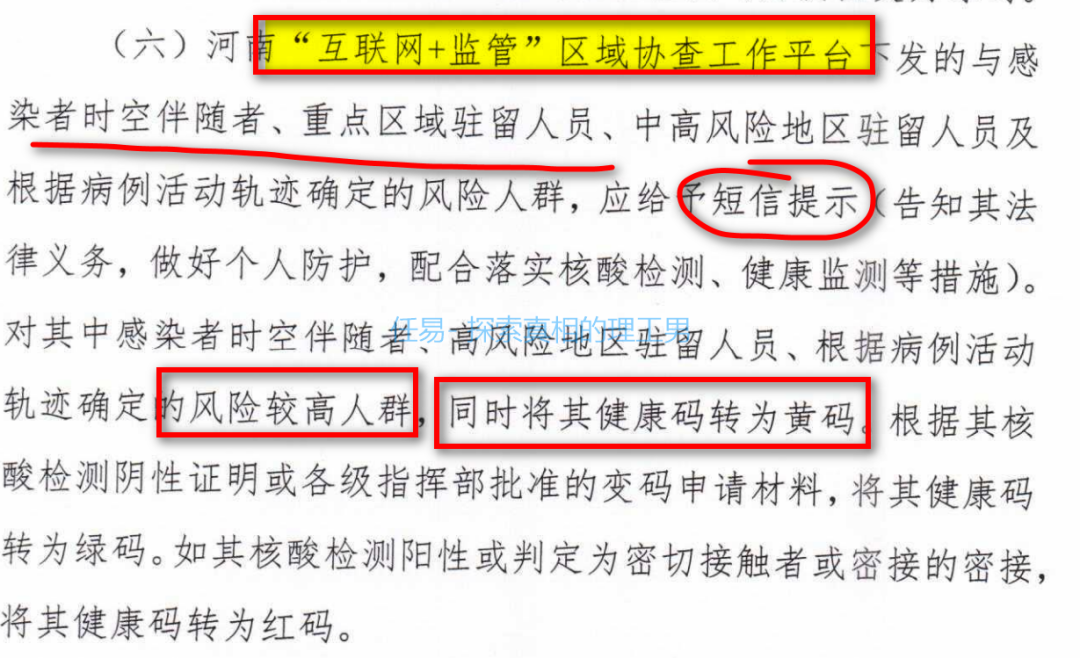 （六）河南“互联网+监管”区域协查工作平台下发的与感
染者时空伴随者、重点区域驻留人员、中高风险地区驻留人员及
根据病例活动轨迹确定的风险人群，应给予短信提示（告知其法
律义务，做好个人防护，配合落实核酸检测、健康监测等措施）。
任易-探索真相的理工男
对其中感染者时空伴随者、高风险地区驻留人员、根据病例活动
轨迹确定的风险较高人群，同时将其健康码转为黄码。根据其核
酸检测阴性证明或各级指挥部批准的变码申请材料，将其健康码
转为绿码。如其核酸检测阳性或判定为密切接触者或密接的密接，
将其健康码转为红码。